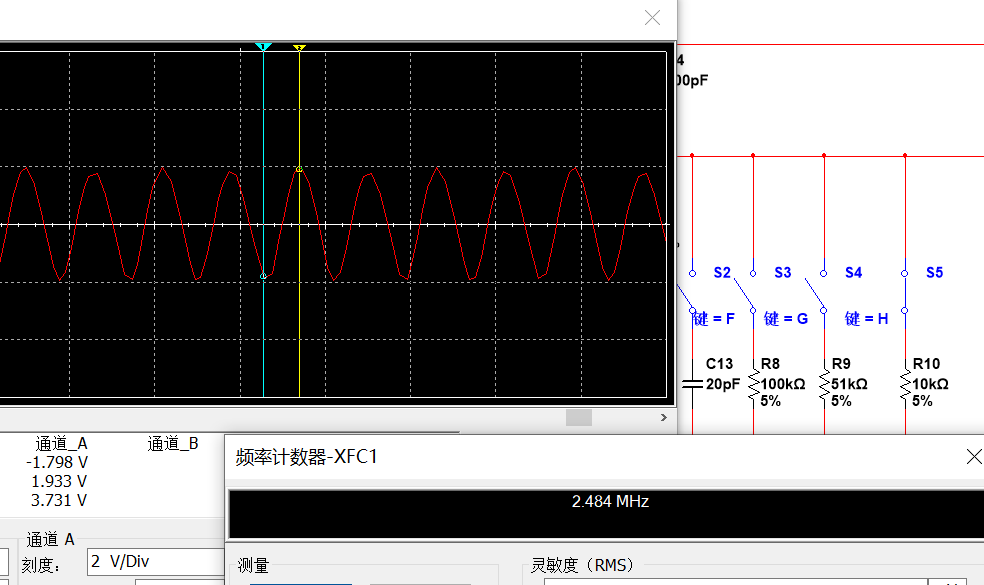 4
00pF
S2
S3
S4
S5
键 = F
键 = G
键 = H
C13
20pF
R8
100kΩ
5%
R9
51kΩ
5%
R10
10kΩ
5%
通道_A
通道_B
-1.798 V
1.933 V
3.731 V
频率计数器-XFC1
2.484 MHz
通道 A
刻度：
2 V/Div
测量
灵敏度（RMS）